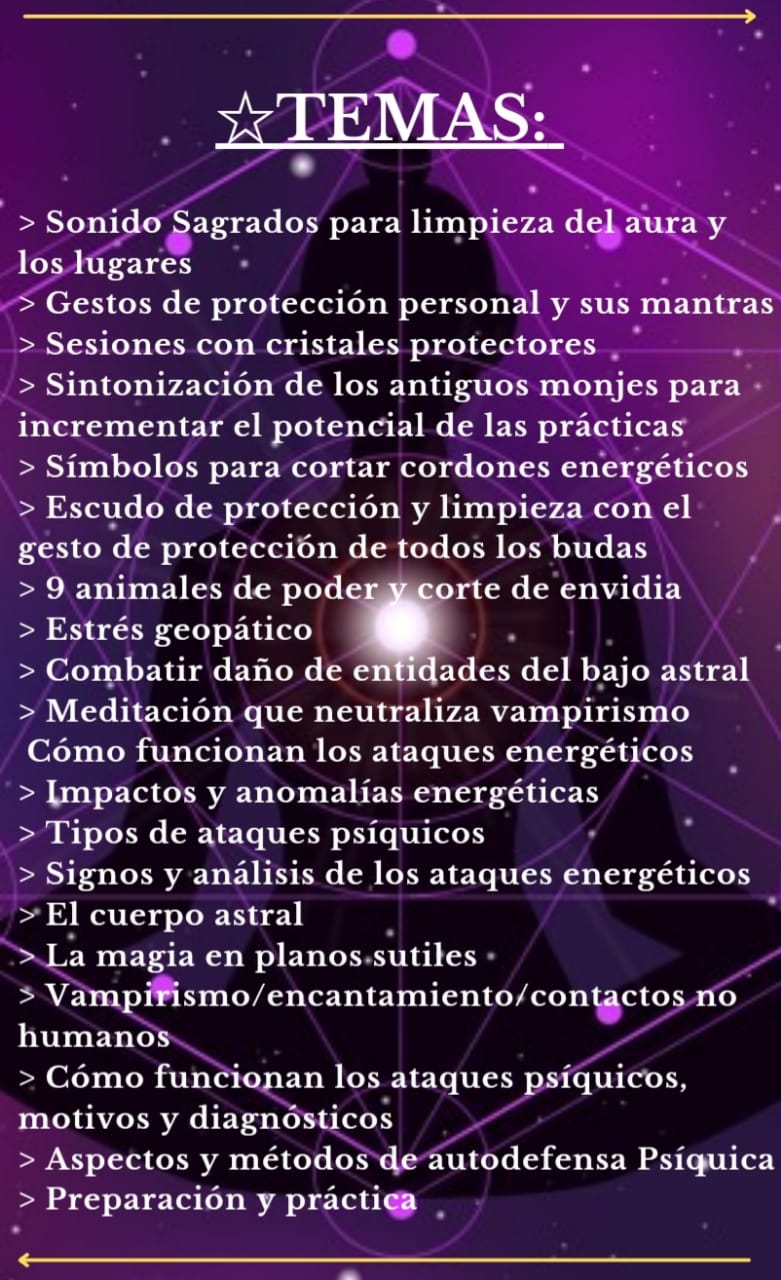 ☆TEMAS:
> Sonido Sagrados para limpieza del aura y
los lugares
> Gestos de protección personal y sus mantras
> Sesiones con cristales protectores
> Sintonización de los antiguos monjes para
incrementar el potencial de las prácticas
> Símbolos para cortar cordones energéticos
> Escudo de protección y limpieza con el
gesto de protección de todos los budas
> 9 animales de poder y corte de envidia
> Estrés geopático
> Combatir daño de entidades del bajo astral
> Meditación que neutraliza vampirismo
Cómo funcionan los ataques energéticos
> Impactos y anomalías energéticas
> Tipos de ataques psíquicos
> Signos y análisis de los ataques energéticos
> El cuerpo astral
> La magia en planos sutiles
> Vampirismo/encantamiento/contactos no
humanos
> Cómo funcionan los ataques psíquicos,
motivos y diagnósticos
> Aspectos y métodos de autodefensa Psíquica
> Preparación y práctica